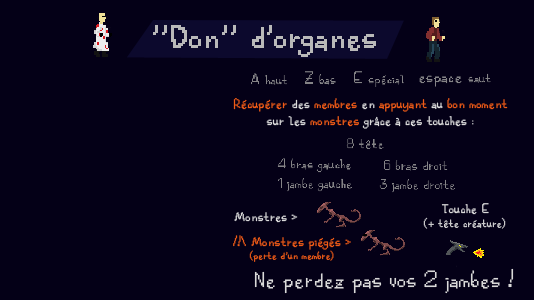 "Don" d'organes
A haut Z bas E spécial espace saut
Récupérer des membres en appuyant au bon moment
sur les monstres grâce à ces touches :
8 tête
4 bras gauche 6 bras droit
1 jambe gauche 3 jambe droite
Monstres >
Touche E
(+ tête créature)
/!\ Monstres piégés >
(perte d'un membre)
Ne perdez pas vos 2 jambes !